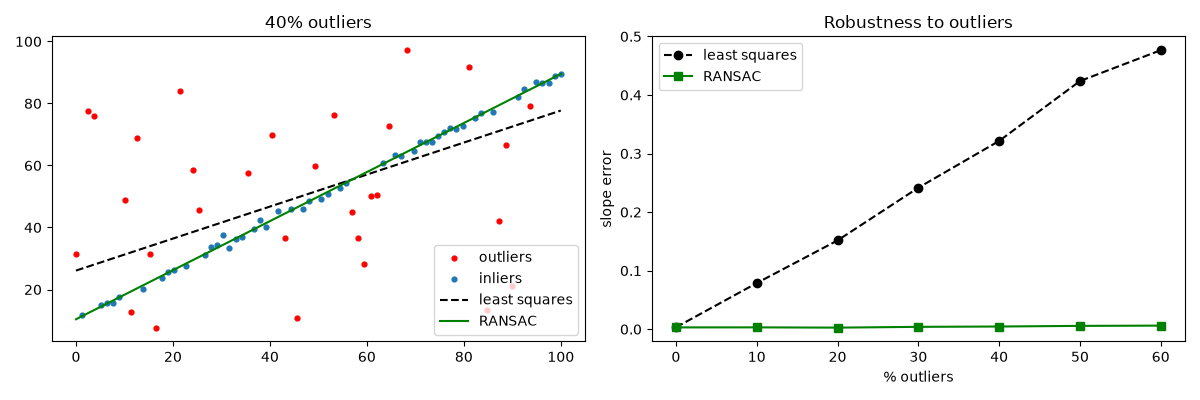 40% outliers
100
80
60
40
20
0
20
40
60
80
100
outliers
inliers
least squares
RANSAC
Robustness to outliers
0.5
0.4
0.3
0.2
0.1
0.0
slope error
0
10
20
30
40
50
60
% outliers
least squares
RANSAC